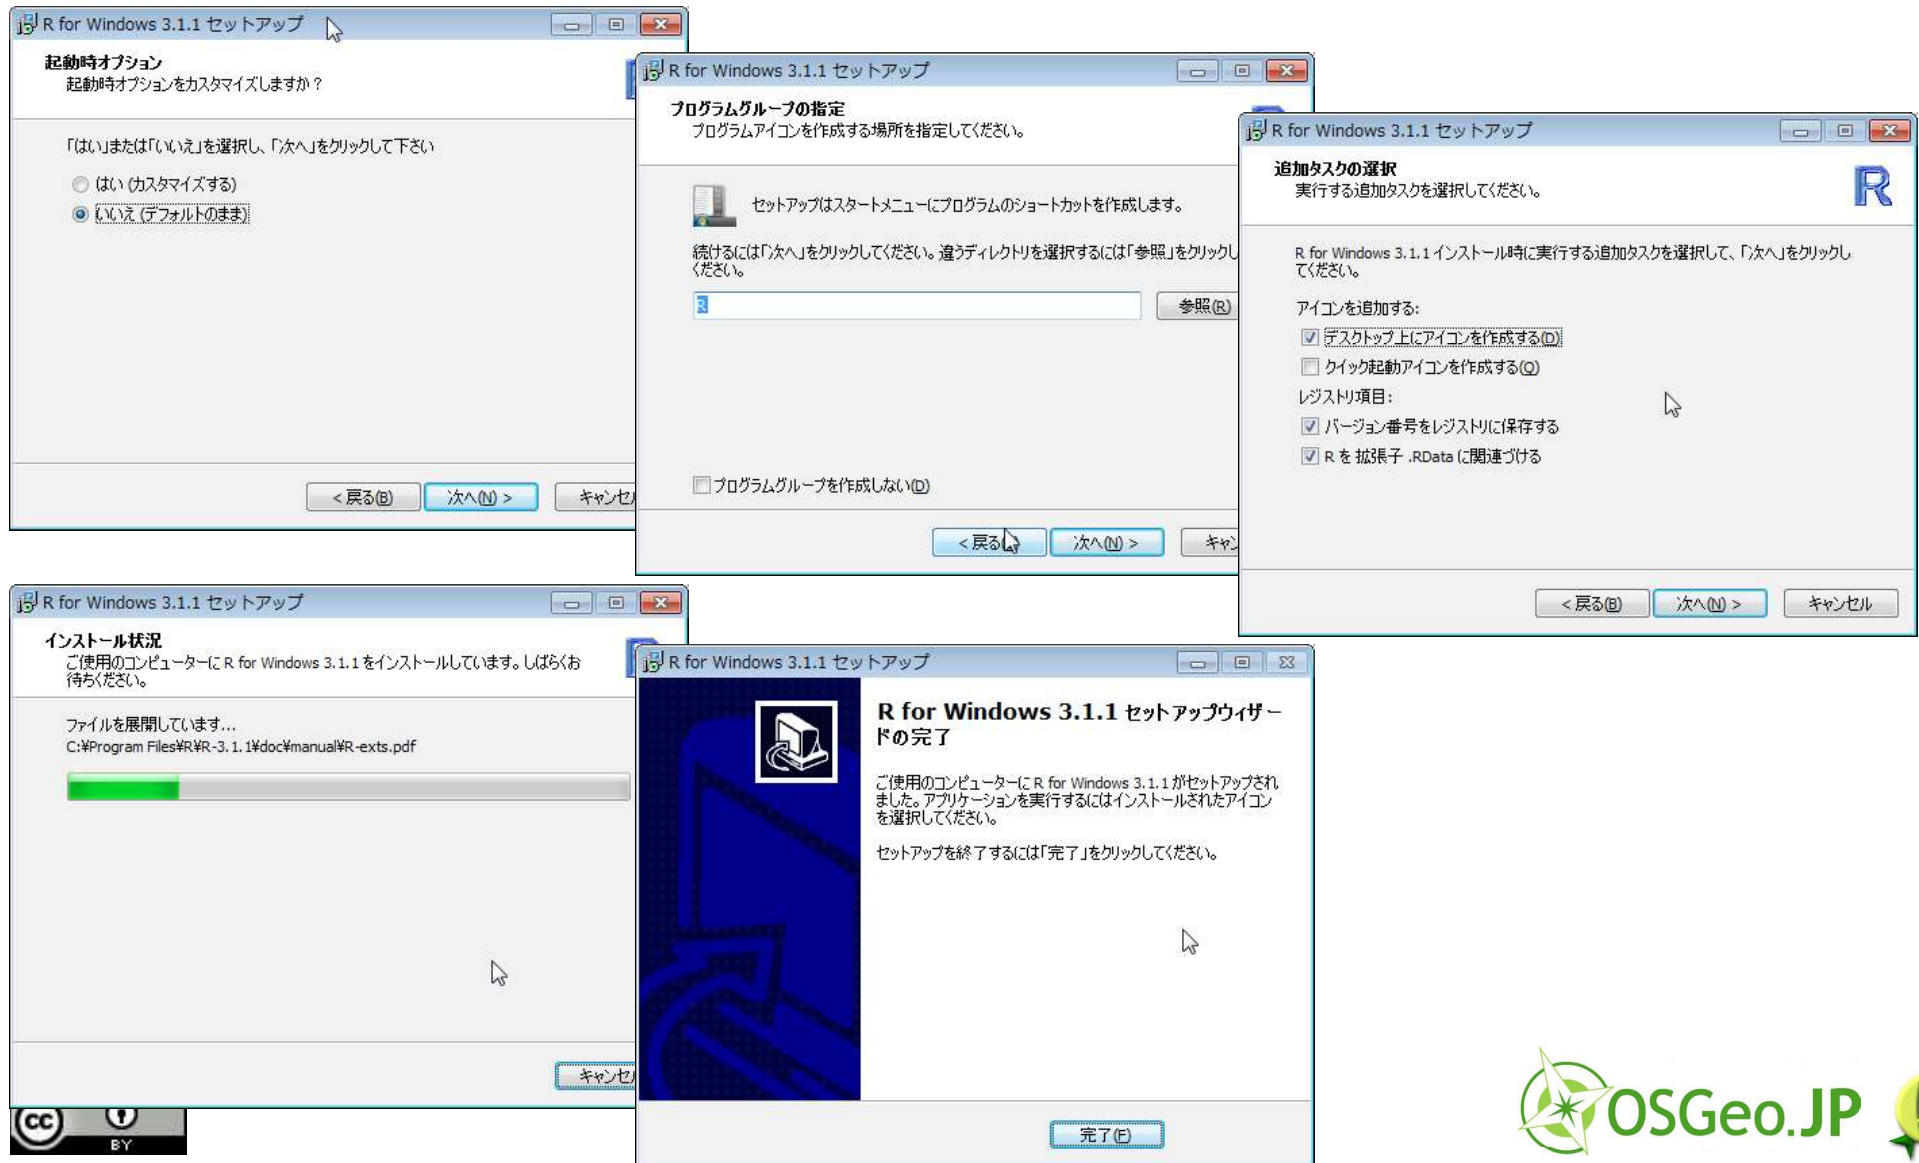 R for Windows 3.1.1 セットアップ
起動時オプション
起動時オプションをカスタマイズしますか？
「はい」または「いいえ」を選択し、「次へ」をクリックして下さい
はい (カスタマイズする)
いいえ (デフォルトのまま)
< 戻る(B)
次へ(N) >
キャンセ
R for Windows 3.1.1 セットアップ
プログラムグループの指定
プログラムアイコンを作成する場所を指定してください。
セットアップはスタートメニューにプログラムのショートカットを作成します。
続けるには「次へ」をクリックしてください。違うディレクトリを選択するには「参照」をクリックし
ください。
R
参照(R)
プログラムグループを作成しない(D)
< 戻る
次へ(N) >
キャン
R for Windows 3.1.1 セットアップ
追加タスクの選択
実行する追加タスクを選択してください。
R
R for Windows 3.1.1 インストール時に実行する追加タスクを選択して、「次へ」をクリックし
てください。
アイコンを追加する:
デスクトップ上にアイコンを作成する(D)
クイック起動アイコンを作成する(Q)
レジストリ項目:
バージョン番号をレジストリに保存する
R を 拡張子 .RData に関連づける
< 戻る(B)
次へ(N) >
キャンセル
R for Windows 3.1.1 セットアップ
インストール状況
ご使用のコンピューターに R for Windows 3.1.1 をインストールしています。しばらくお
待ちください。
ファイルを展開しています...
C:¥Program Files¥R¥R-3.1.1¥doc¥manual¥R-exts.pdf
キャンセ
R for Windows 3.1.1 セットアップ
R for Windows 3.1.1 セットアップウィザー
ドの完了
ご使用のコンピューターに R for Windows 3.1.1 がセットアップされ
ました。アプリケーションを実行するにはインストールされたアイコン
を選択してください。
セットアップを終了するには「完了」をクリックしてください。
完了(F)
cc
BY
OSGeo.JP